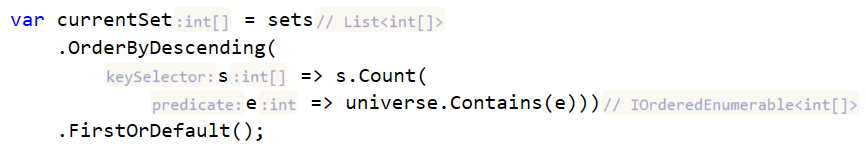 var currentSet :int[] = sets // List<int[]>
.OrderByDescending(
keySelector: s :int[] => s.Count(
predicate: e :int => universe.Contains(e))) // IOrderedEnumerable<int[]>
.FirstOrDefault();